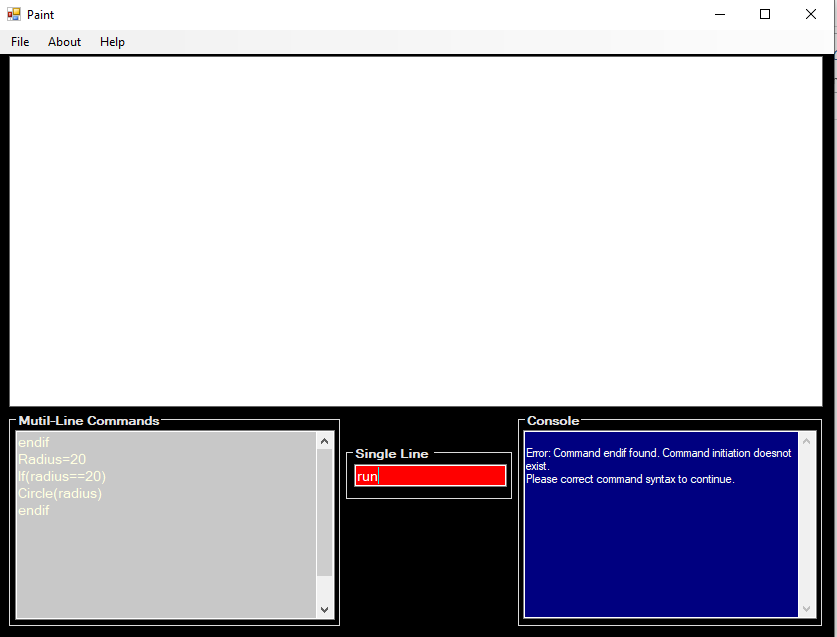 Paint
File About Help
Mutil-Line Commands
endif
Radius=20
If(radius==20)
Circle(radius)
endif
Single Line
run
Console
Error: Command endif found. Command initiation doesnot
exist.
Please correct command syntax to continue.